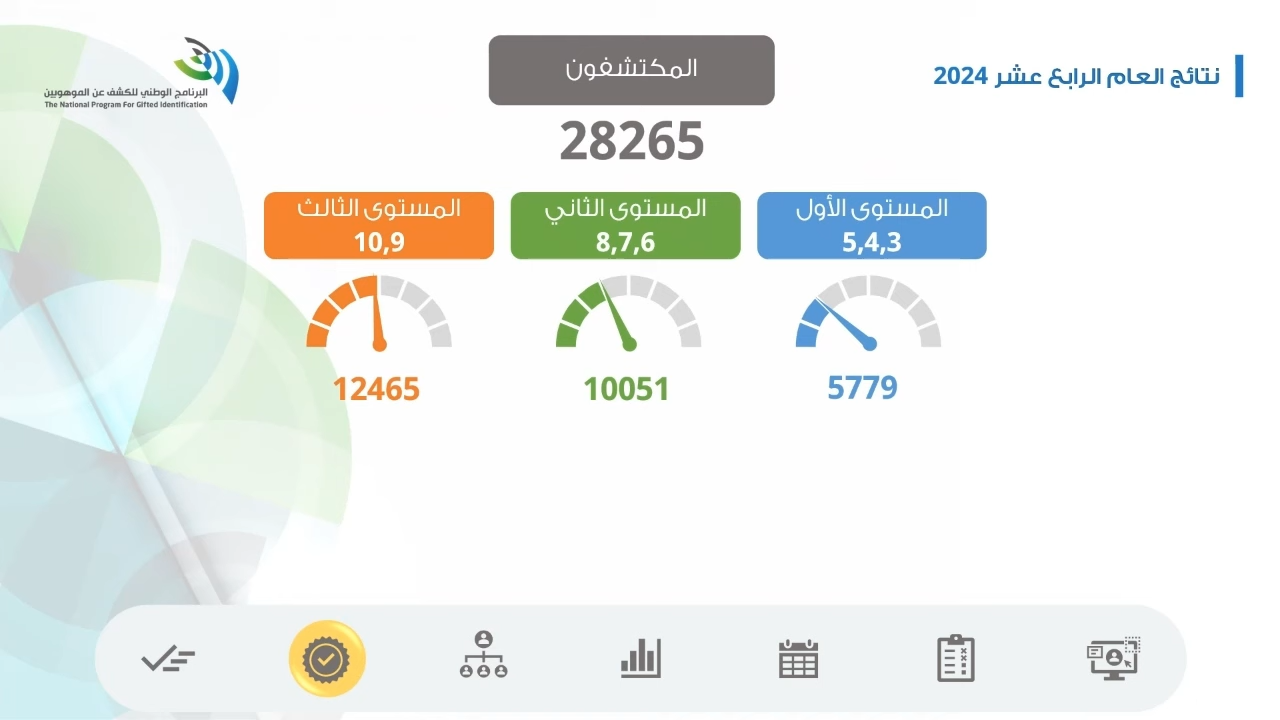 نتائج العام الرابع عشر 2024
المكتشفون
28265
البرنامج الوطني للكشف عن الموهوبين
The National Program For Gifted Identification
المستوى الأول
5,4,3
5779
المستوى الثاني
8,7,6
10051
المستوى الثالث
10,9
12465